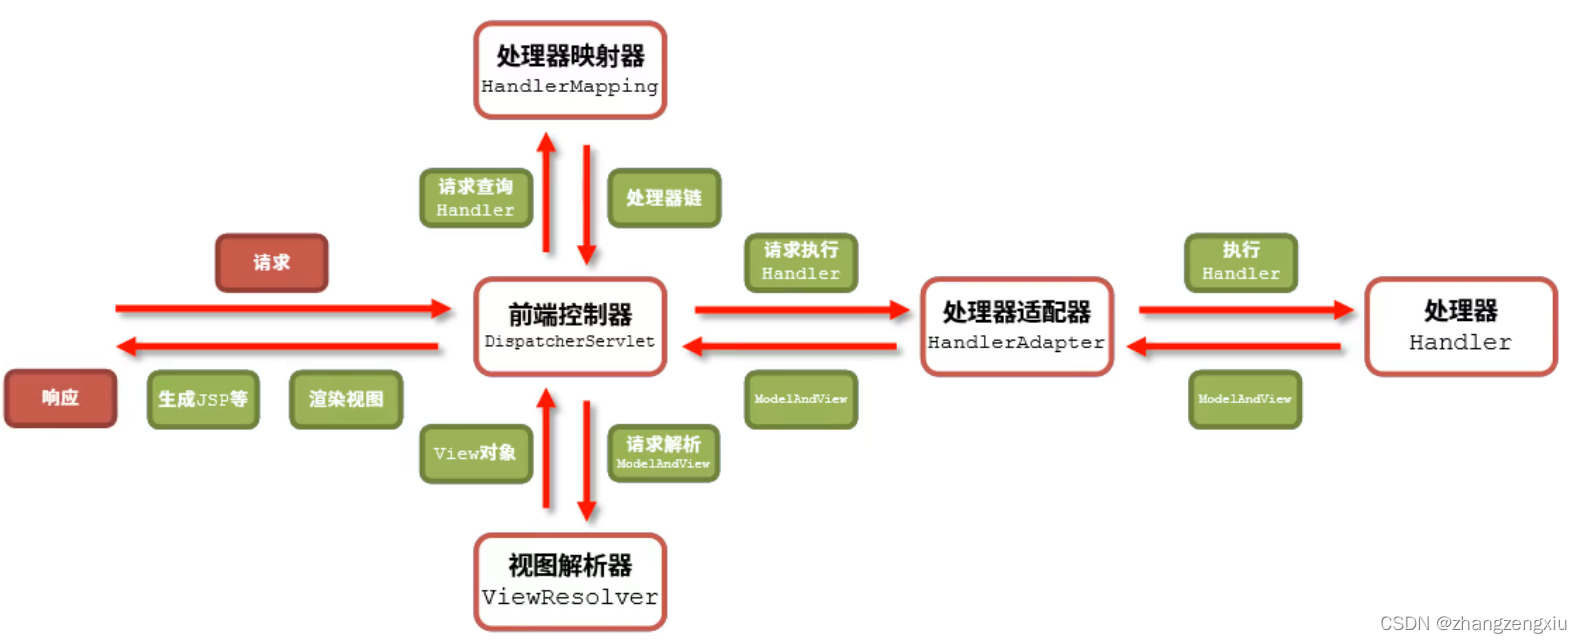 处理器映射器
HandlerMapping
请求查询
Handler
处理器链
请求
请求执行
Handler
执行
Handler
前端控制器
DispatcherServlet
处理器适配器
HandlerAdapter
处理器
Handler
响应
生成JSP等
渲染视图
ModelAndView
ModelAndView
View对象
请求解析
ModelAndView
视图解析器
ViewResolver
CSDN @zhangzengxiu